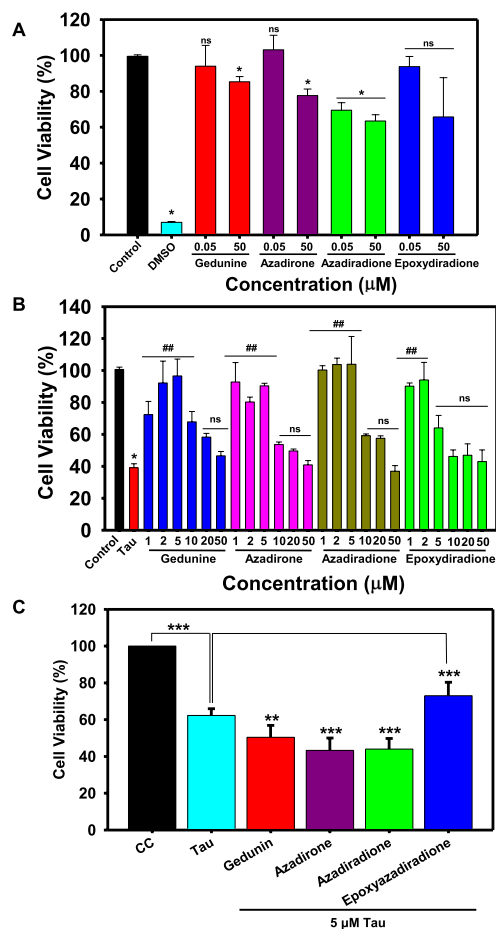 A
Cell Viability (%)
120
100
80
60
40
20
0
ns
*
ns
*
*
ns
*
Control
DMSO
0.05 50 0.05 50 0.05 50 0.05 50
Gedunine Azadirone Azadiradione Epoxydiradione
Concentration (µM)
B
Cell Viability (%)
140
120
100
80
60
40
20
0
## ## ## ##
ns ns ns ns
*
Control
Tau
1 2 5 10 20 50 1 2 5 10 20 50 1 2 5 10 20 50 1 2 5 10 20 50
Gedunine Azadirone Azadiradione Epoxydiradione
Concentration (µM)
C
Cell Viability (%)
120
100
80
60
40
20
0
***
** *** *** ***
CC
Tau
Gedunin
Azadirone
Azadiradione
Epoxyazadiradione
5 µM Tau